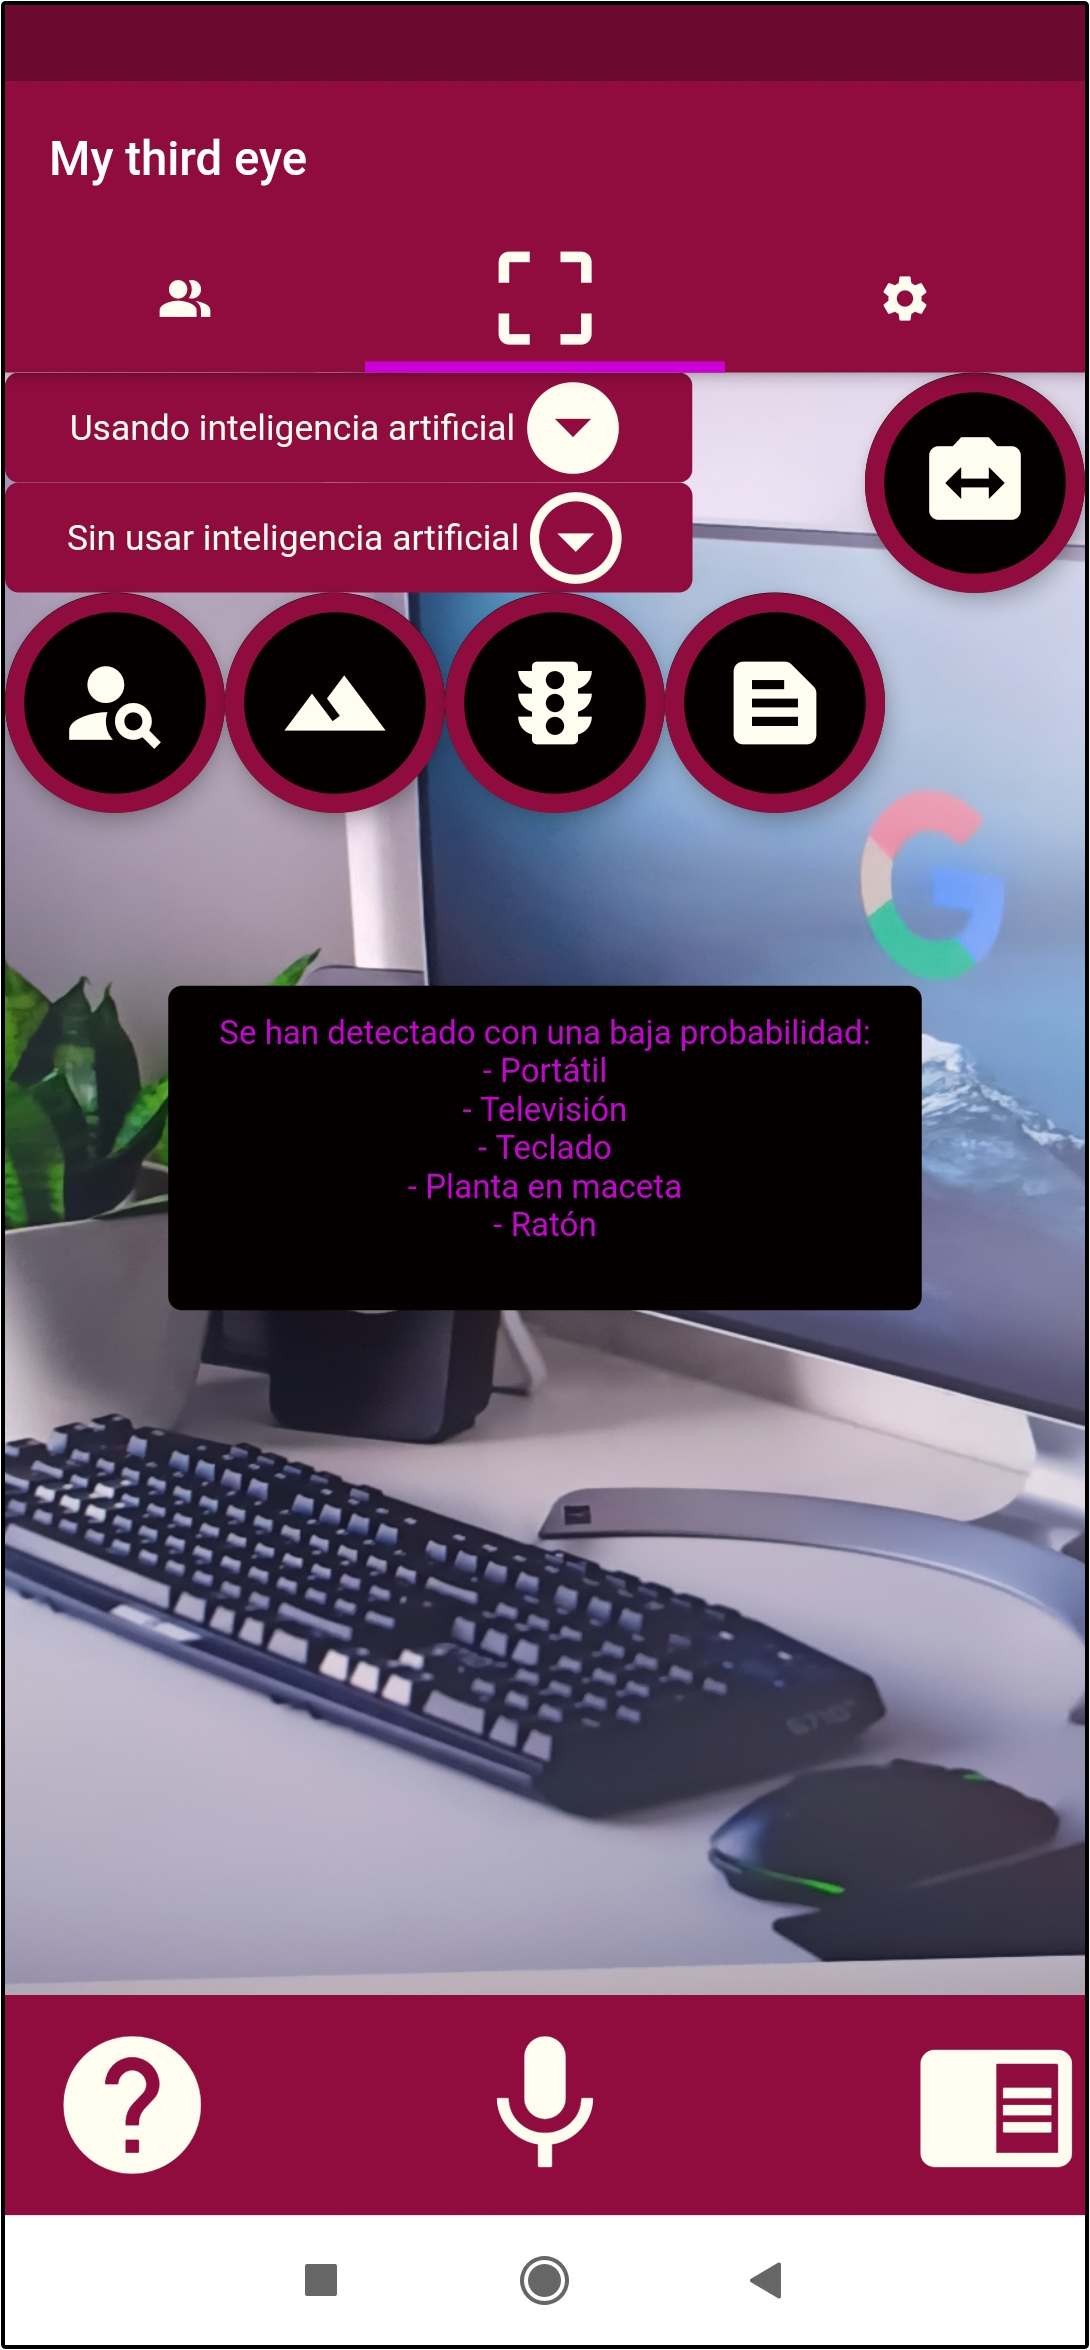 My third eye
Usando inteligencia artificial
Sin usar inteligencia artificial
Se han detectado con una baja probabilidad:
- Portátil
- Televisión
- Teclado
- Planta en maceta
- Ratón
G
G710+